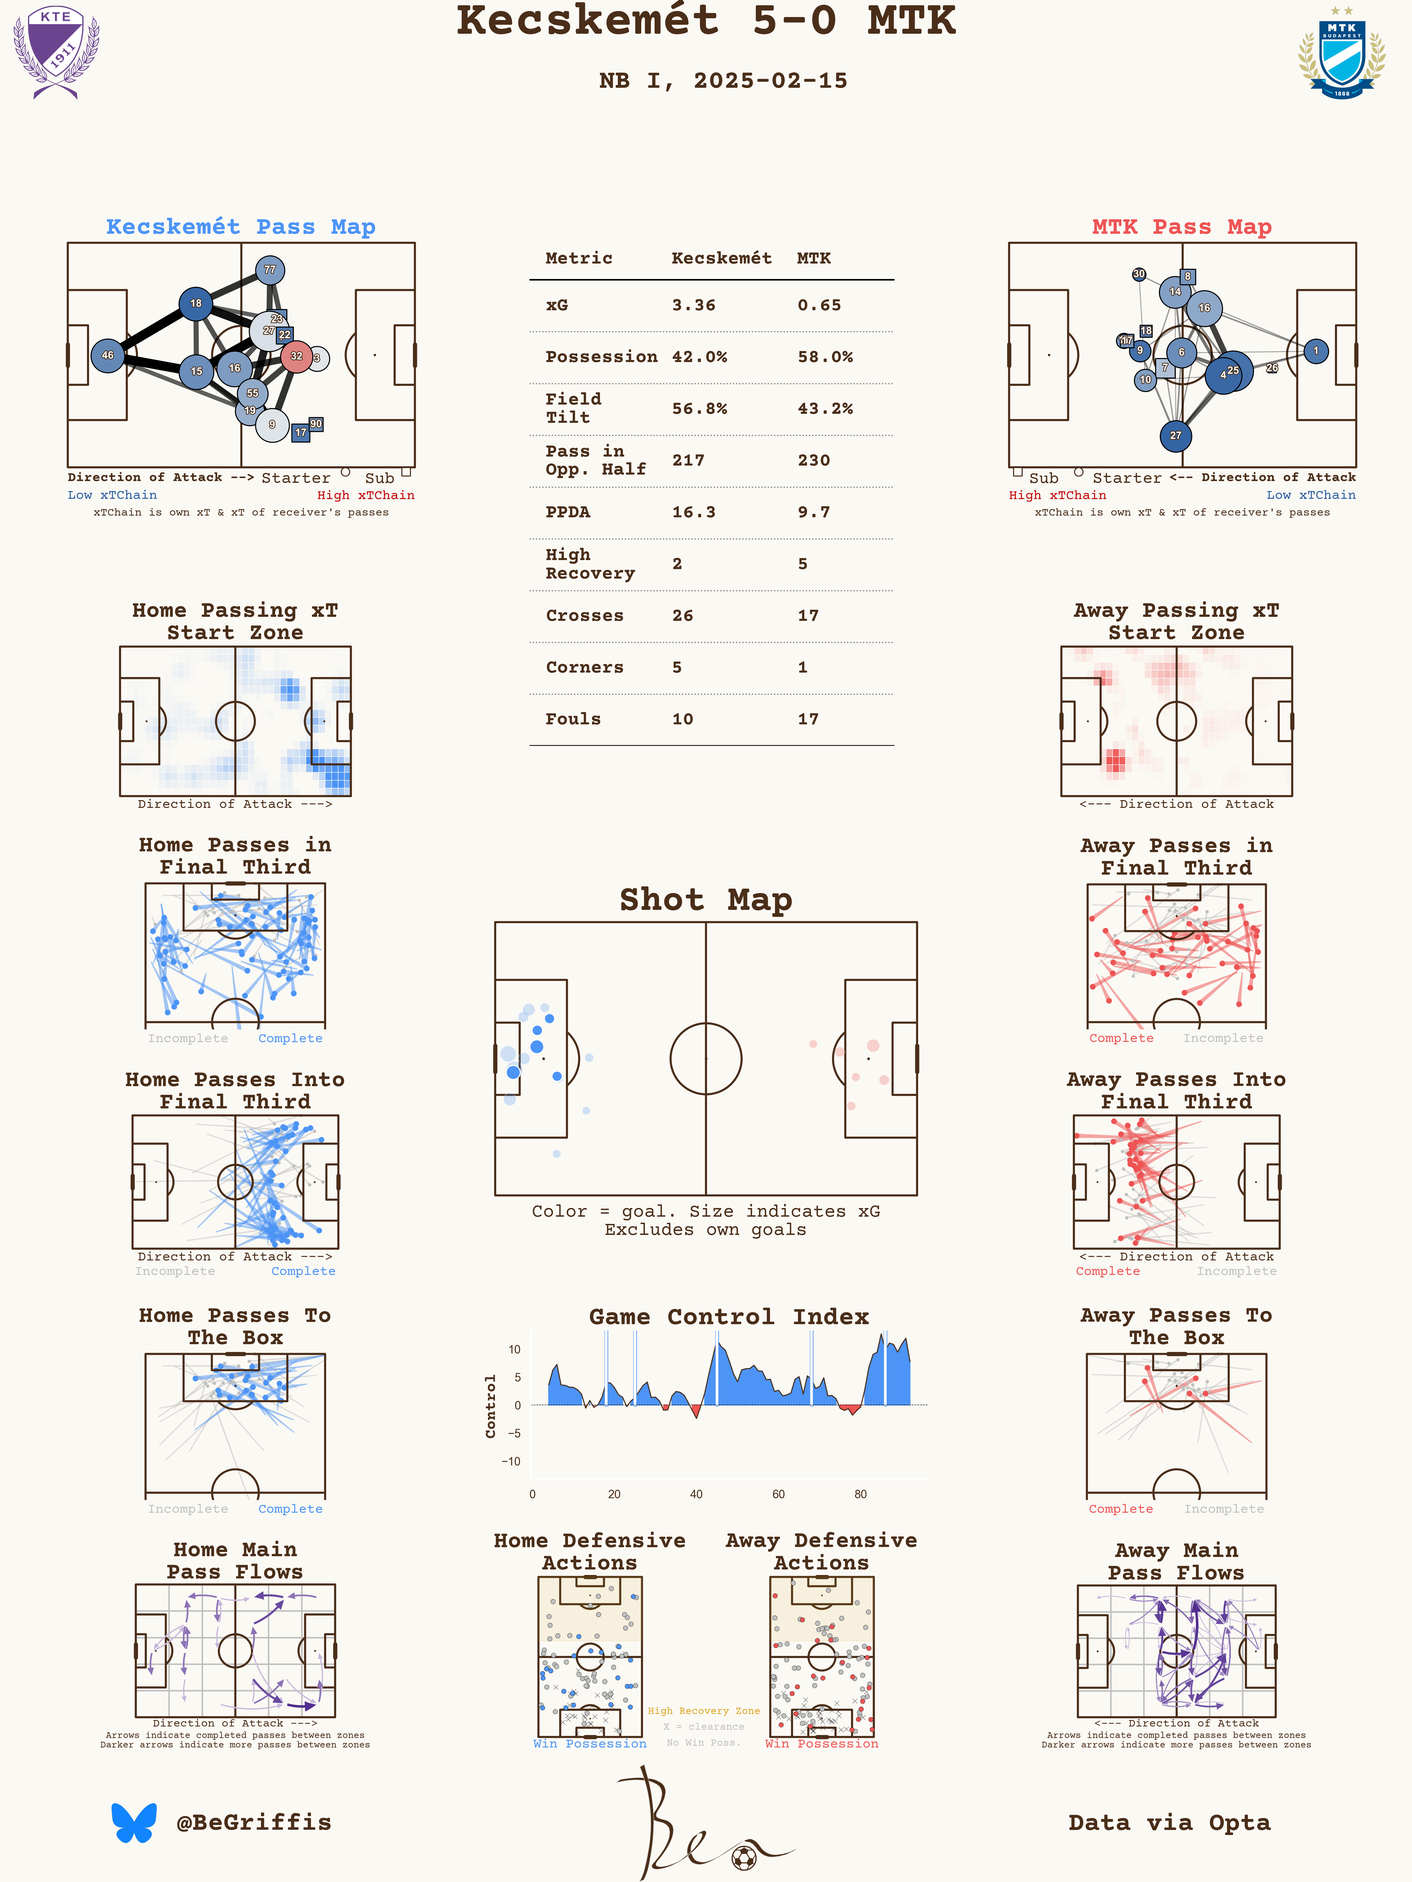 Kecskemét 5-0 MTK
NB I, 2025-02-15
KTE
1911
MTK
BUDAPEST
1888
Kecskemét Pass Map
77
18
23
27
22
46
32
3
15
16
55
19
9
17
90
Direction of Attack --> Starter Sub
Low xTChain High xTChain
xTChain is own xT & xT of receiver's passes
Metric Kecskemét MTK
xG 3.36 0.65
Possession 42.0% 58.0%
Field
Tilt 56.8% 43.2%
Pass in
Opp. Half 217 230
PPDA 16.3 9.7
High
Recovery 2 5
Crosses 26 17
Corners 5 1
Fouls 10 17
MTK Pass Map
30
8
14
16
18
17
9
6
1
7
10
4
25
26
27
Sub Starter <-- Direction of Attack
High xTChain Low xTChain
xTChain is own xT & xT of receiver's passes
Home Passing xT
Start Zone
Direction of Attack --->
Away Passing xT
Start Zone
<--- Direction of Attack
Home Passes in
Final Third
Incomplete Complete
Away Passes in
Final Third
Complete Incomplete
Shot Map
Color = goal. Size indicates xG
Excludes own goals
Home Passes Into
Final Third
Direction of Attack --->
Incomplete Complete
Away Passes Into
Final Third
<--- Direction of Attack
Complete Incomplete
Home Passes To
The Box
Incomplete Complete
Game Control Index
Control
10
5
0
−5
−10
0 20 40 60 80
Away Passes To
The Box
Complete Incomplete
Home Main
Pass Flows
Direction of Attack --->
Arrows indicate completed passes between zones
Darker arrows indicate more passes between zones
Home Defensive
Actions
Win Possession
Away Defensive
Actions
Win Possession
High Recovery Zone
X = clearance
No Win Poss.
Away Main
Pass Flows
<--- Direction of Attack
Arrows indicate completed passes between zones
Darker arrows indicate more passes between zones
@BeGriffis
Ben
Data via Opta